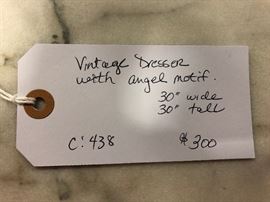 Vintage Dresser
with angel motif.
30" wide
30" tall
C: 438 $300